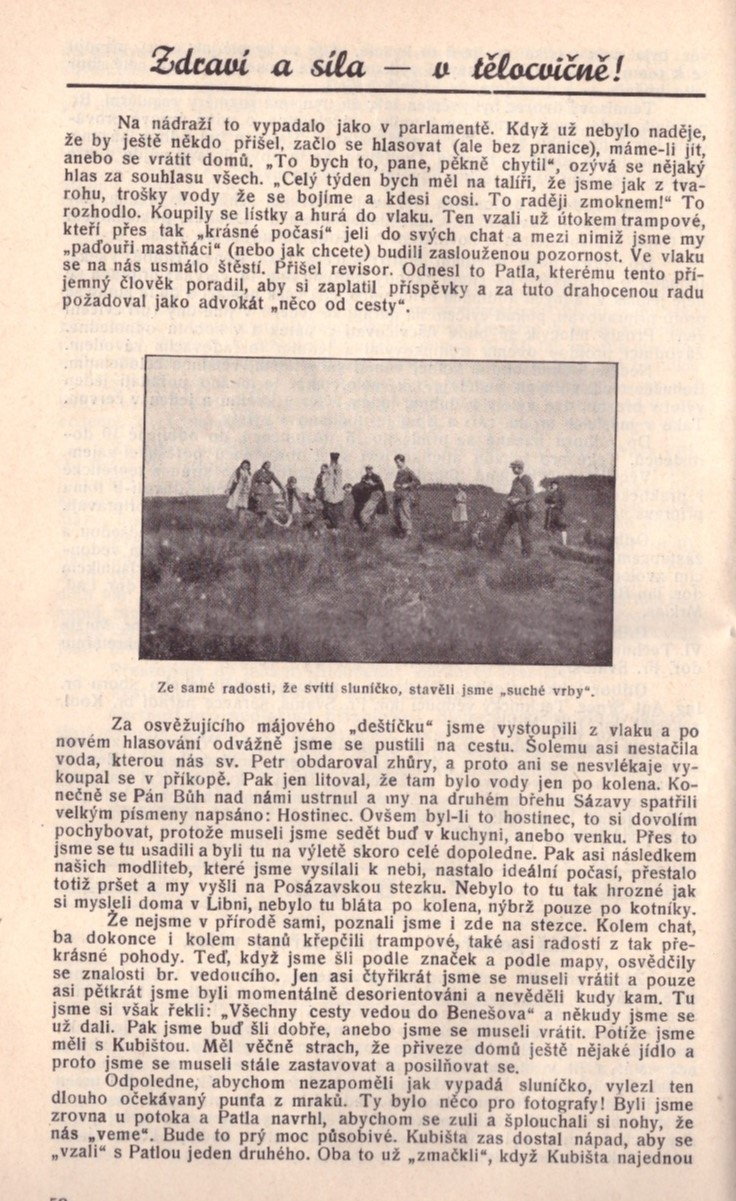 Zdraví a síla — v tělocvičně!
Na nádraží to vypadalo jako v parlamentě. Když už nebylo naděje,
že by ještě někdo přišel, začlo se hlasovat (ale bez pranice), máme-li jít,
anebo se vrátit domů. „To bych to, pane, pěkně chytil“, ozývá se nějaký
hlas za souhlasu všech. „Celý týden bych měl na talíři, že jsme jak z tva-
rohu, trošky vody že se bojíme a kdesi cosi. To raději zmoknem!“ To
rozhodlo. Koupily se lístky a hurá do vlaku. Ten vzali už útokem trampové,
kteří přes tak „krásné počasí“ jeli do svých chat a mezi nimiž jsme my
„paďouři mastňáci“ (nebo jak chcete) budili zaslouženou pozornost. Ve vlaku
se na nás usmálo štěstí. Přišel revisor. Odnesl to Patla, kterému tento pří-
jemný člověk poradil, aby si zaplatil příspěvky a za tuto drahocenou radu
požadoval jako advokát „něco od cesty“.
Ze samé radosti, že svítí sluníčko, stavěli jsme „suché vrby“.
Za osvěžujícího májového „deštíčku“ jsme vystoupili z vlaku a po
novém hlasování odvážně jsme se pustili na cestu. Šolemu asi nestačila
voda, kterou nás sv. Petr obdaroval zhůry, a proto ani se nesvlékaje vy-
koupal se v příkopě. Pak jen litoval, že tam bylo vody jen po kolena. Ko-
nečně se Pán Bůh nad námi ustrnul a my na druhém břehu Sázavy spatřili
velkým písmeny napsáno: Hostinec. Ovšem byl-li to hostinec, to si dovolím
pochybovat, protože museli jsme sedět buď v kuchyni, anebo venku. Přes to
jsme se tu usadili a byli tu na výletě skoro celé dopoledne. Pak asi následkem
našich modliteb, které jsme vysílali k nebi, nastalo ideální počasí, přestalo
totiž pršet a my vyšli na Posázavskou stezku. Nebylo to tu tak hrozné jak
si mysleli doma v Libni, nebylo tu bláta po kolena, nýbrž pouze po kotníky.
Že nejsme v přírodě sami, poznali jsme i zde na stezce. Kolem chat,
ba dokonce i kolem stanů křepčili trampové, také asi radostí z tak pře-
krásné pohody. Teď, když jsme šli podle značek a podle mapy, osvědčily
se znalosti br. vedoucího. Jen asi čtyřikrát jsme se museli vrátit a pouze
asi pětkrát jsme byli momentálně desorientováni a nevěděli kudy kam. Tu
jsme si však řekli: „Všechny cesty vedou do Benešova“ a někudy jsme se
už dali. Pak jsme buď šli dobře, anebo jsme se museli vrátit. Potíže jsme
měli s Kubištou. Měl věčně strach, že přiveze domů ještě nějaké jídlo a
proto jsme se museli stále zastavovat a posilňovat se.
Odpoledne, abychom nezapoměli jak vypadá sluníčko, vylezl ten
dlouho očekávaný punťa z mraků. Ty bylo něco pro fotografy! Byli jsme
zrovna u potoka a Patla navrhl, abychom se zuli a šplouchali si nohy, že
nás „veme“. Bude to prý moc působivé. Kubišta zas dostal nápad, aby se
„vzali“ s Patlou jeden druhého. Oba to už „zmačkli“, když Kubišta najednou